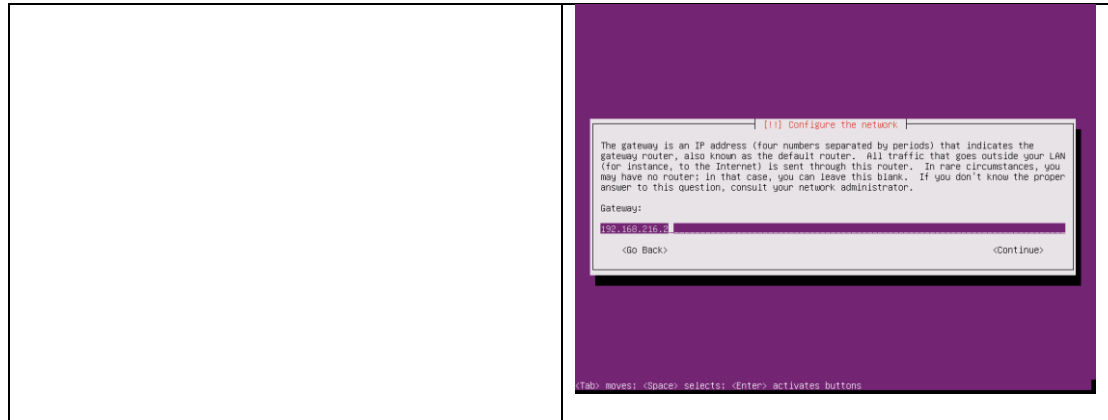 [!!] Configure the network
The gateway is an IP address (four numbers separated by periods) that indicates the
gateway router, also known as the default router.  All traffic that goes outside your LAN
(for instance, to the Internet) is sent through this router.  In rare circumstances, you
may have no router; in that case, you can leave this blank.  If you don't know the proper
answer to this question, consult your network administrator.
Gateway:
192.168.216.2
<Go Back> <Continue>
<Tab> moves; <Space> selects; <Enter> activates buttons